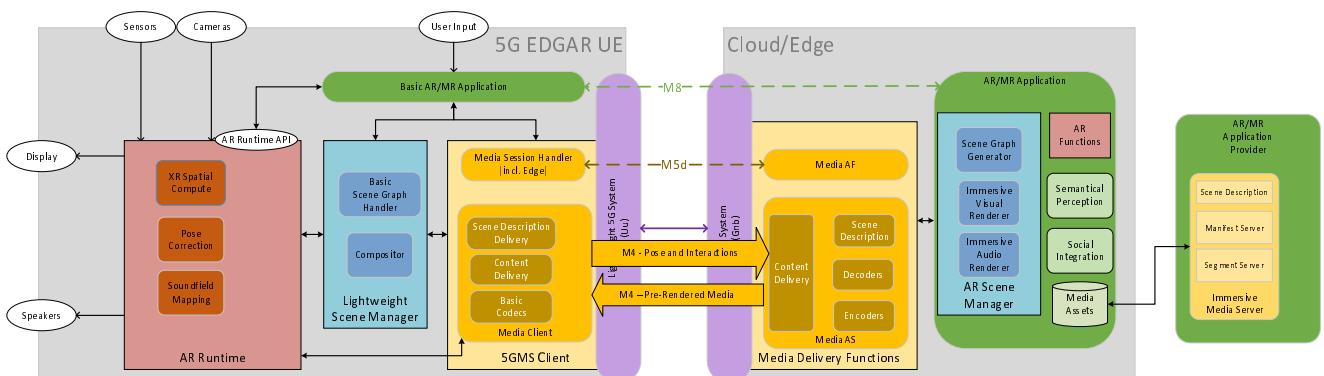 Sensors
Cameras
User Input
5G EDGAR UE
Cloud/Edge
Basic AR/MR Application
M8
AR/MR Application
AR Runtime API
Display
XR Spatial
Compute
Pose
Correction
Soundfield
Mapping
Speakers
AR Runtime
Basic
Scene Graph
Handler
Compositor
Lightweight
Scene Manager
Media Session Handler
(incl. Edge)
Scene Description
Delivery
Content
Delivery
Basic
Codecs
Media Client
5GMS Client
5G System
(Uu)
M5d
System
(Gnb)
M4 - Pose and Interactions
M4 – Pre-Rendered Media
Media AF
Content
Delivery
Scene
Description
Decoders
Encoders
Media AS
Media Delivery Functions
Scene Graph
Generator
Immersive
Visual
Renderer
Immersive
Audio
Renderer
AR Scene
Manager
AR
Functions
Semantical
Perception
Social
Integration
Media
Assets
AR/MR
Application
Provider
Scene Description
Manifest Server
Segment Server
Immersive
Media Server